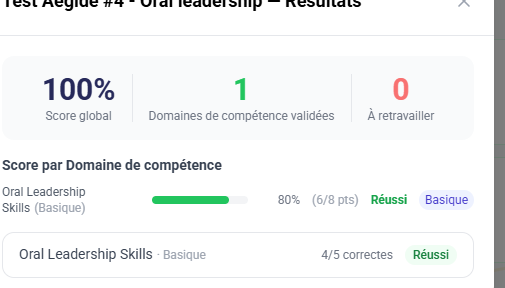 Test Aegide #4 - Oral leadership — Résultats
100%
Score global
1
Domaines de compétence validées
0
À retravailler
Score par Domaine de compétence
Oral Leadership
Skills (Basique)
80% (6/8 pts) Réussi Basique
Oral Leadership Skills · Basique 4/5 correctes Réussi